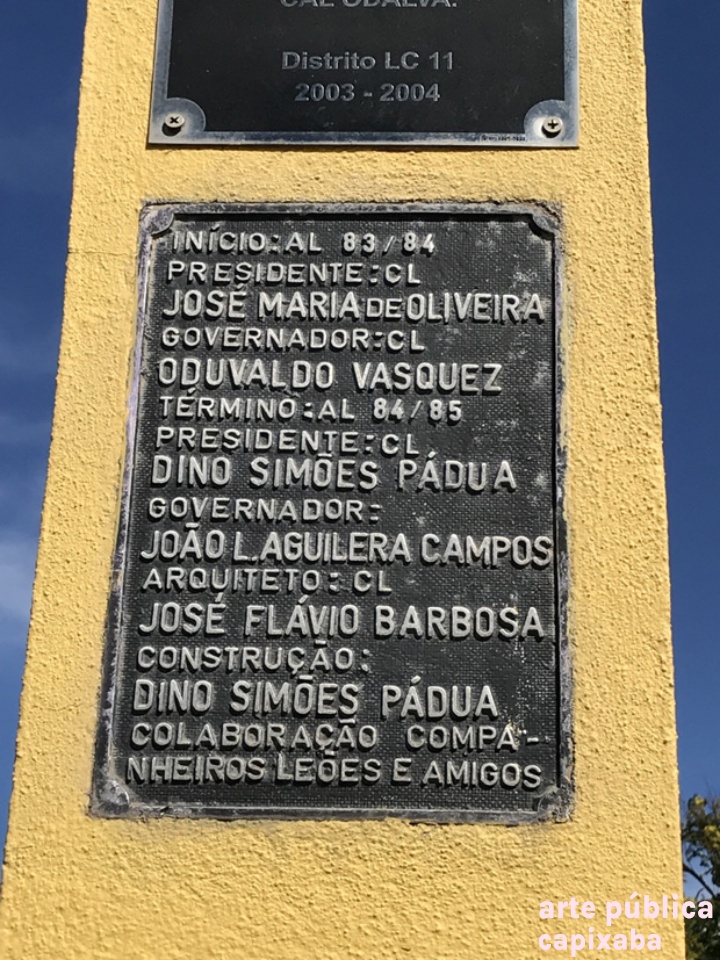 CAL ODALVA.
Distrito LC 11
2003 - 2004
INÍCIO:AL 83/84
PRESIDENTE:CL
JOSÉ MARIA DE OLIVEIRA
GOVERNADOR:CL
ODUVALDO VASQUEZ
TÉRMINO:AL 84/85
PRESIDENTE:CL
DINO SIMÕES PÁDUA
GOVERNADOR:
JOÃO L.AGUILERA CAMPOS
ARQUITETO:CL
JOSÉ FLÁVIO BARBOSA
CONSTRUÇÃO:
DINO SIMÕES PÁDUA
COLABORAÇÃO COMPA-
NHEIROS LEÕES E AMIGOS
arte pública
capixaba